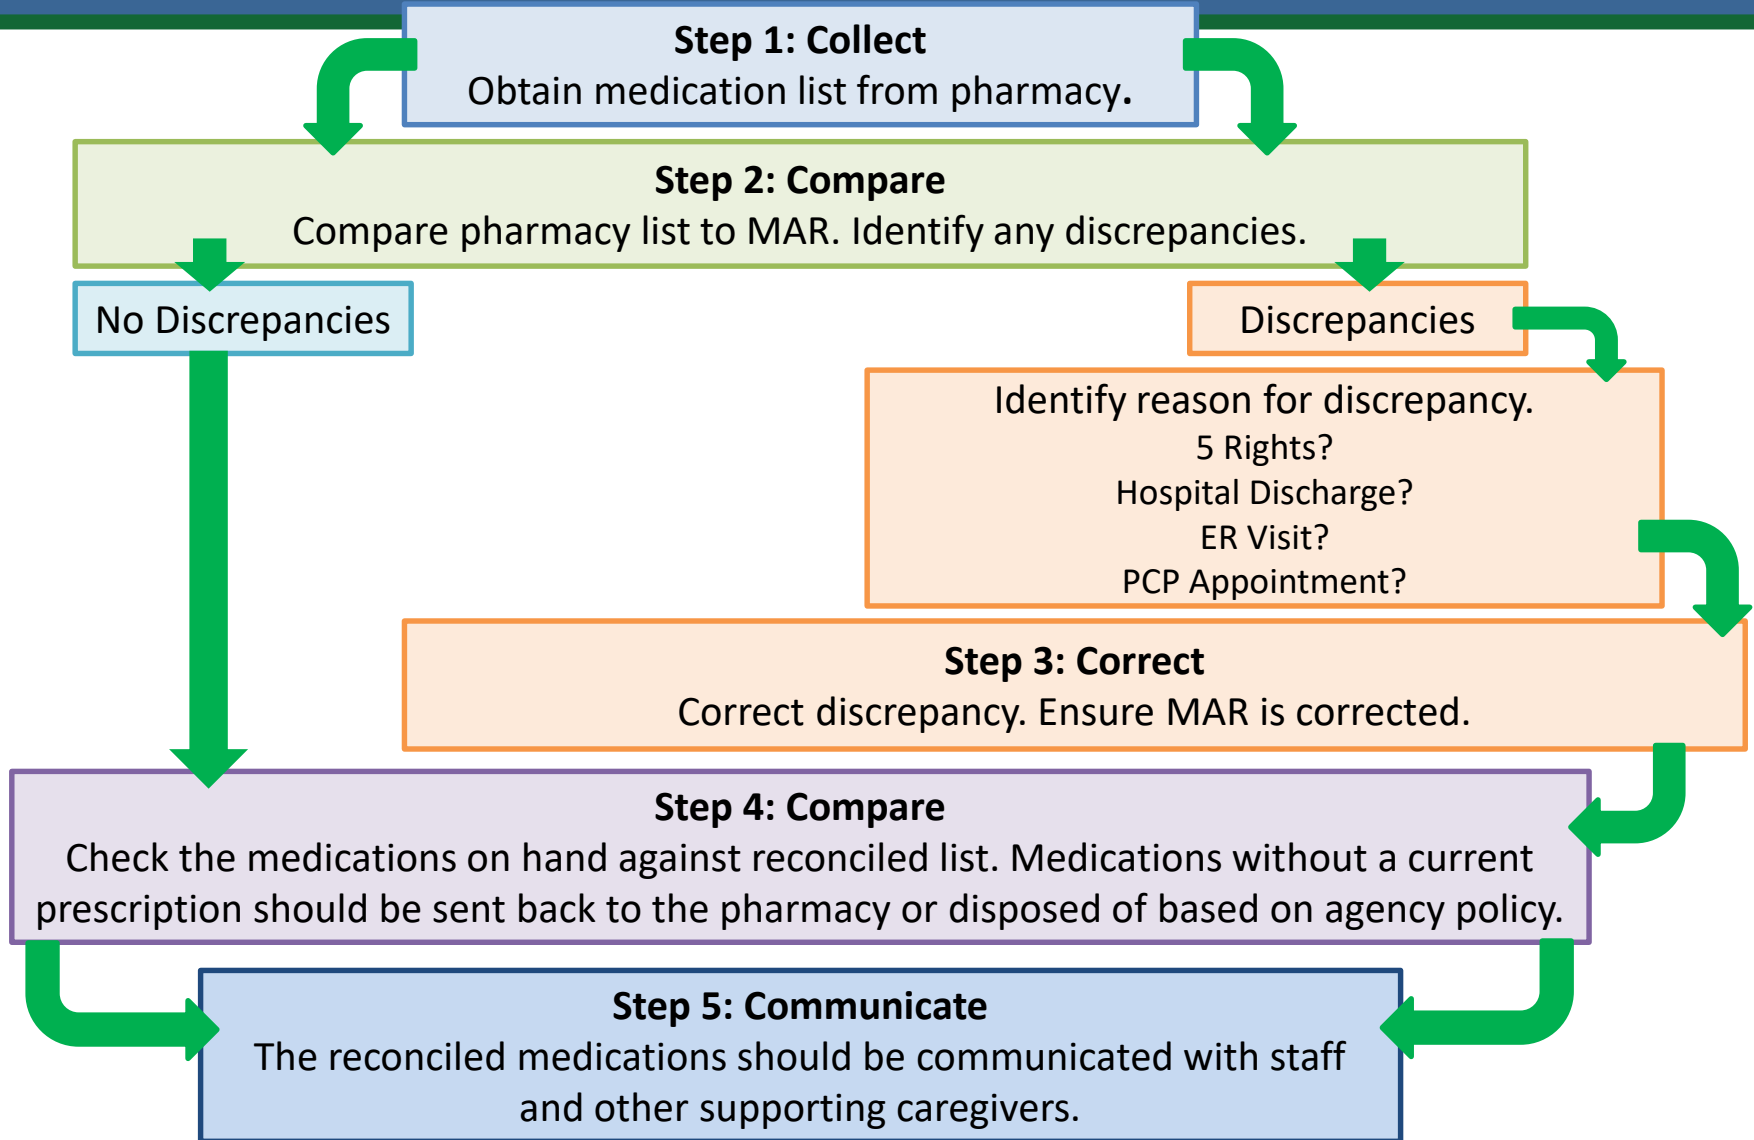 Step 1: Collect
Obtain medication list from pharmacy.
Step 2: Compare
Compare pharmacy list to MAR. Identify any discrepancies.
No Discrepancies
Discrepancies
Identify reason for discrepancy.
5 Rights?
Hospital Discharge?
ER Visit?
PCP Appointment?
Step 3: Correct
Correct discrepancy. Ensure MAR is corrected.
Step 4: Compare
Check the medications on hand against reconciled list. Medications without a current
prescription should be sent back to the pharmacy or disposed of based on agency policy.
Step 5: Communicate
The reconciled medications should be communicated with staff
and other supporting caregivers.